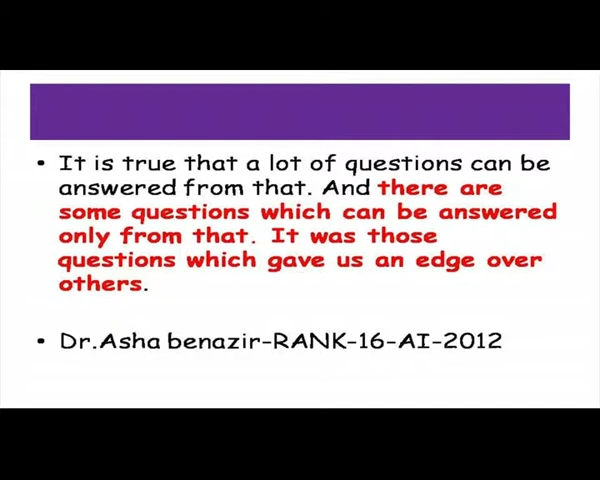 • It is true that a lot of questions can be
answered from that. And there are
some questions which can be answered
only from that. It was those
questions which gave us an edge over
others.
• Dr.Asha benazir-RANK-16-AI-2012